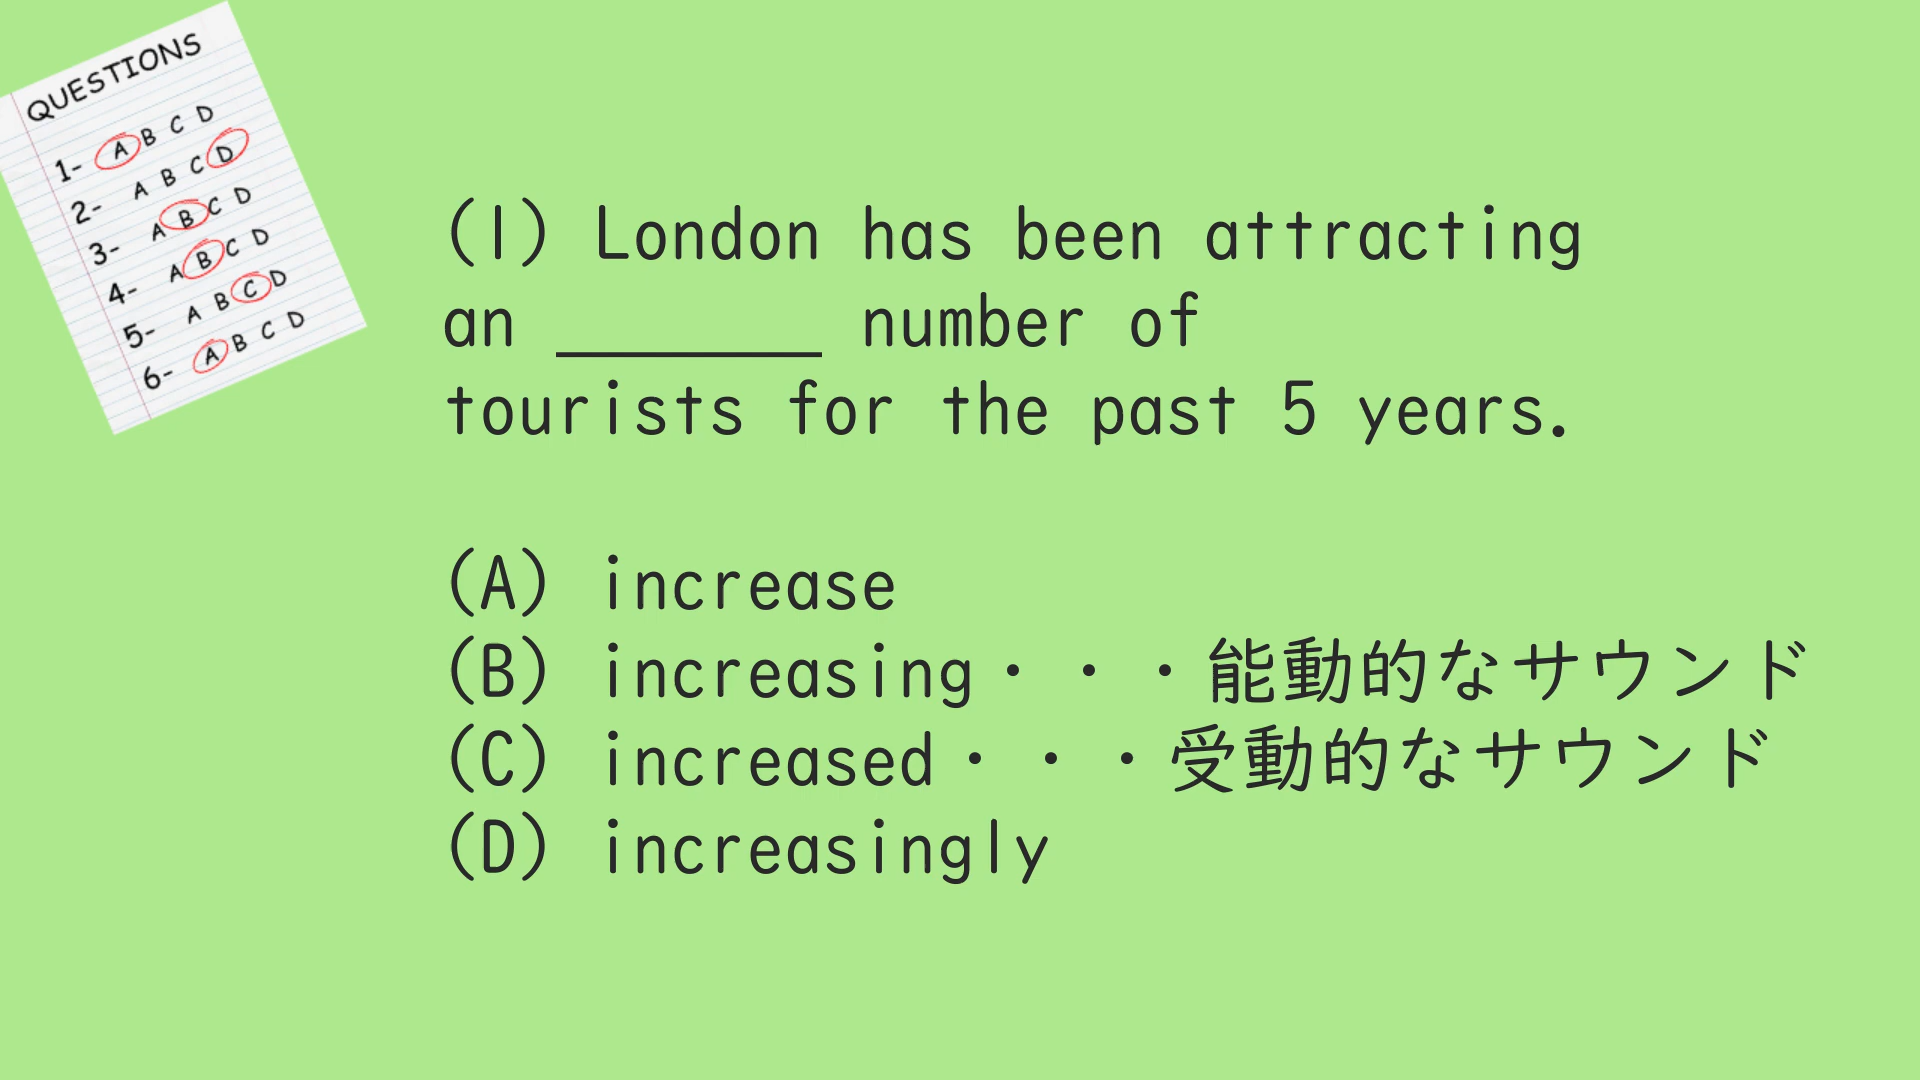 QUESTIONS
1- A B C D
2- A B C D
3- A B C D
4- A B C D
5- A B C D
6- A B C D
(1) London has been attracting
an _______ number of
tourists for the past 5 years.
(A) increase
(B) increasing・・・能動的なサウンド
(C) increased・・・受動的なサウンド
(D) increasingly